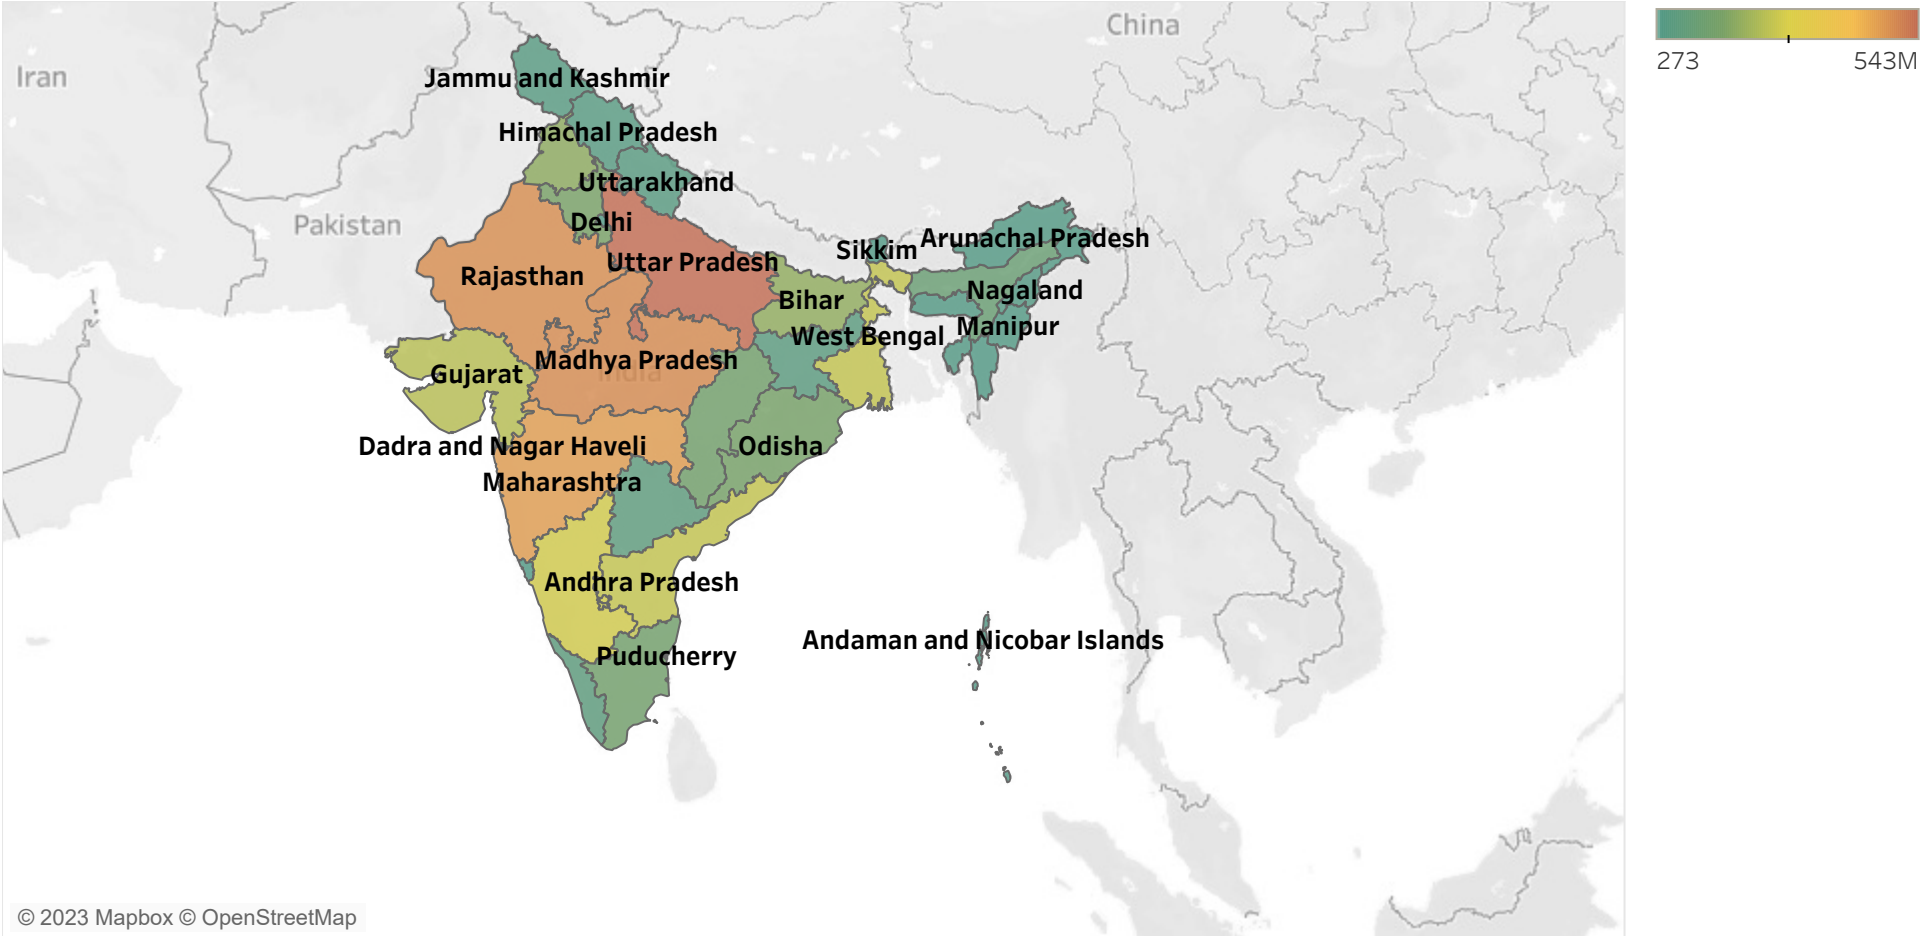 China
273
543M
Iran
Jammu and Kashmir
Himachal Pradesh
Uttarakhand
Pakistan
Delhi
Sikkim
Arunachal Pradesh
Uttar Pradesh
Rajasthan
Nagaland
Bihar
Manipur
West Bengal
Madhya Pradesh
India
Gujarat
Dadra and Nagar Haveli
Odisha
Maharashtra
Andhra Pradesh
Andaman and Nicobar Islands
Puducherry
© 2023 Mapbox © OpenStreetMap